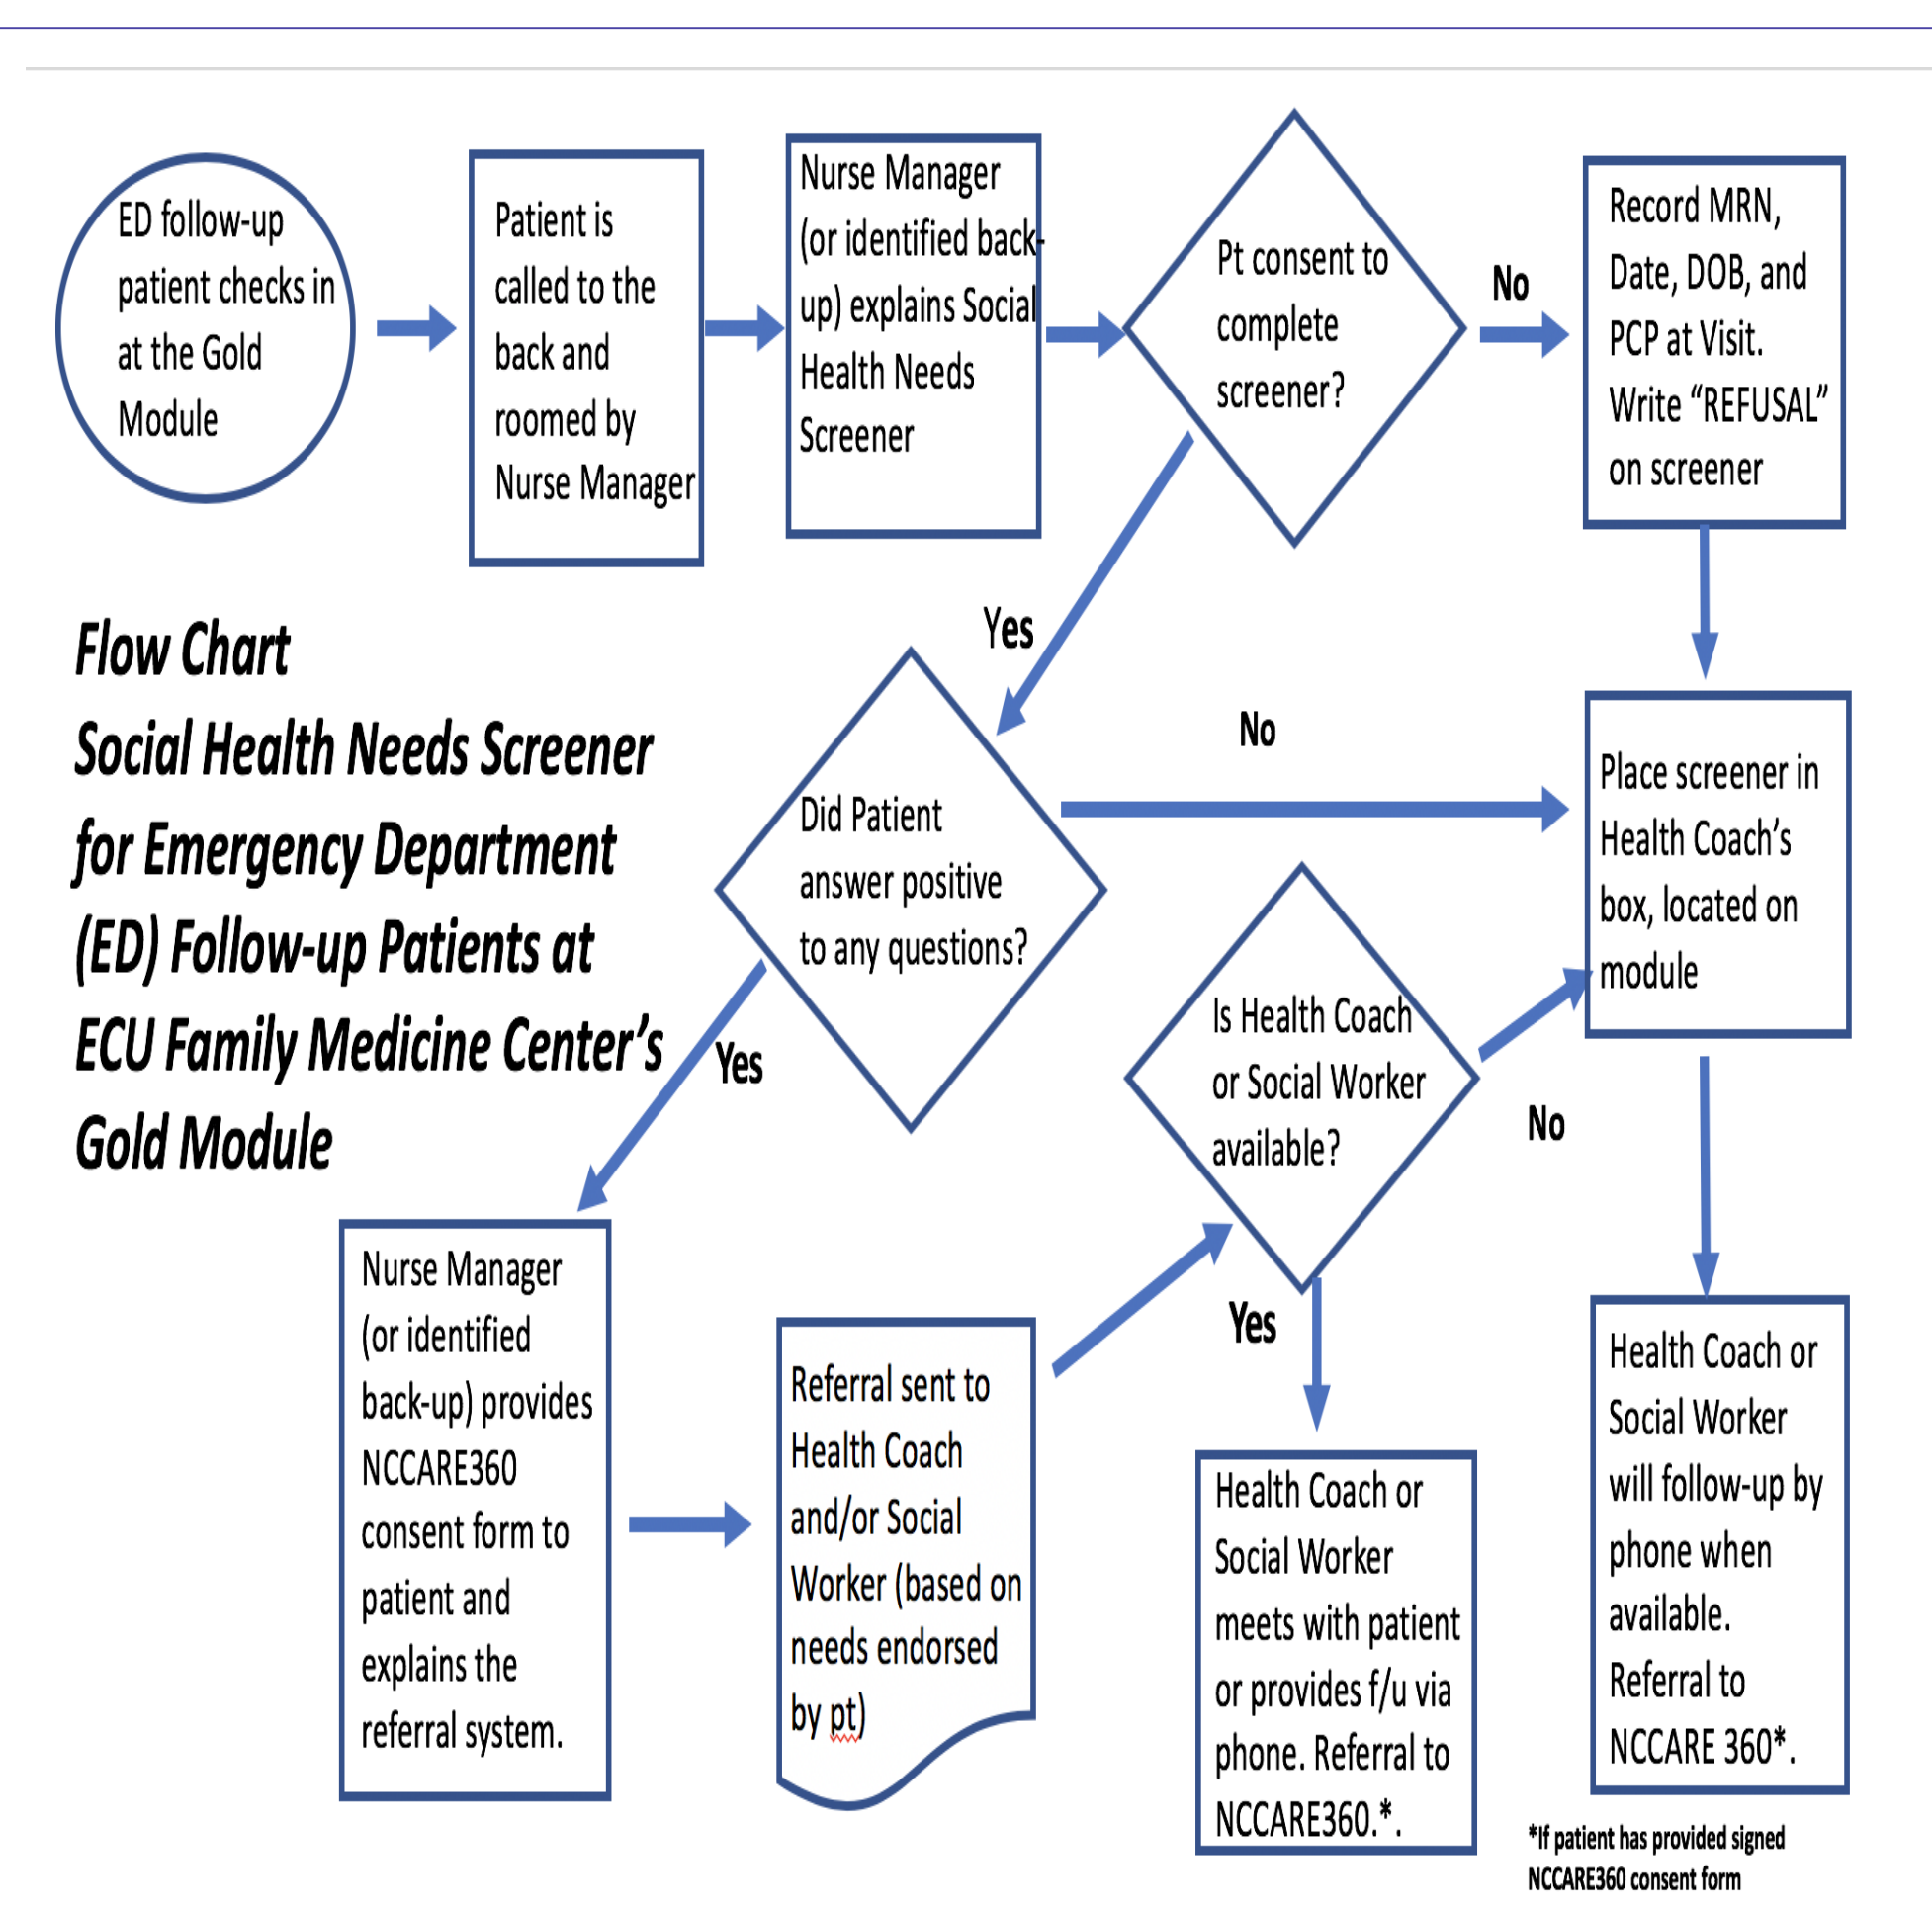 ED follow-up
patient checks in
at the Gold
Module
Patient is
called to the
back and
roomed by
Nurse Manager
Nurse Manager
(or identified back-
up) explains Social
Health Needs
Screener
Pt consent to
complete
screener?
No
Record MRN,
Date, DOB, and
PCP at Visit.
Write “REFUSAL”
on screener
Yes
Flow Chart
Social Health Needs Screener
for Emergency Department
(ED) Follow-up Patients at
ECU Family Medicine Center’s
Gold Module
Did Patient
answer positive
to any questions?
No
Place screener in
Health Coach’s
box, located on
module
Yes
Is Health Coach
or Social Worker
available?
No
Nurse Manager
(or identified
back-up) provides
NCCARE360
consent form to
patient and
explains the
referral system.
Referral sent to
Health Coach
and/or Social
Worker (based on
needs endorsed
by pt)
Yes
Health Coach or
Social Worker
meets with patient
or provides f/u via
phone. Referral to
NCCARE360.*.
Health Coach or
Social Worker
will follow-up by
phone when
available.
Referral to
NCCARE 360*.
*If patient has provided signed
NCCARE360 consent form